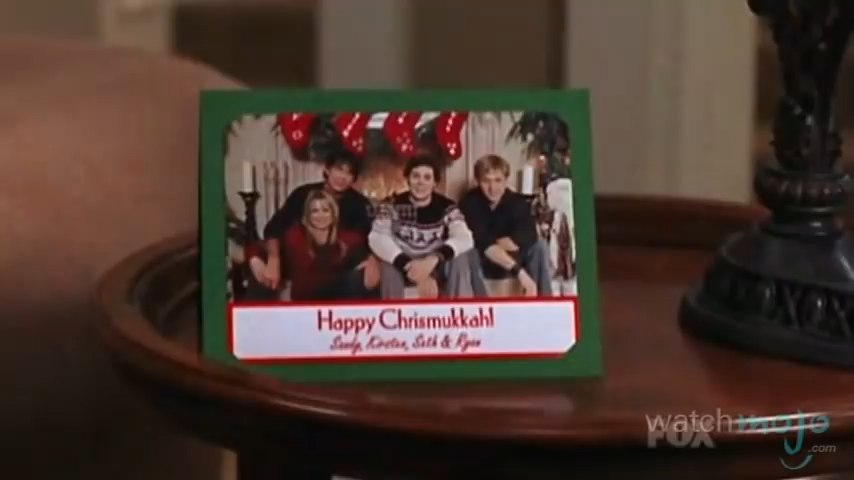 Happy Chrismukkah!
Sandy, Kirsten, Seth & Ryan
watchmojo
.com
FOX